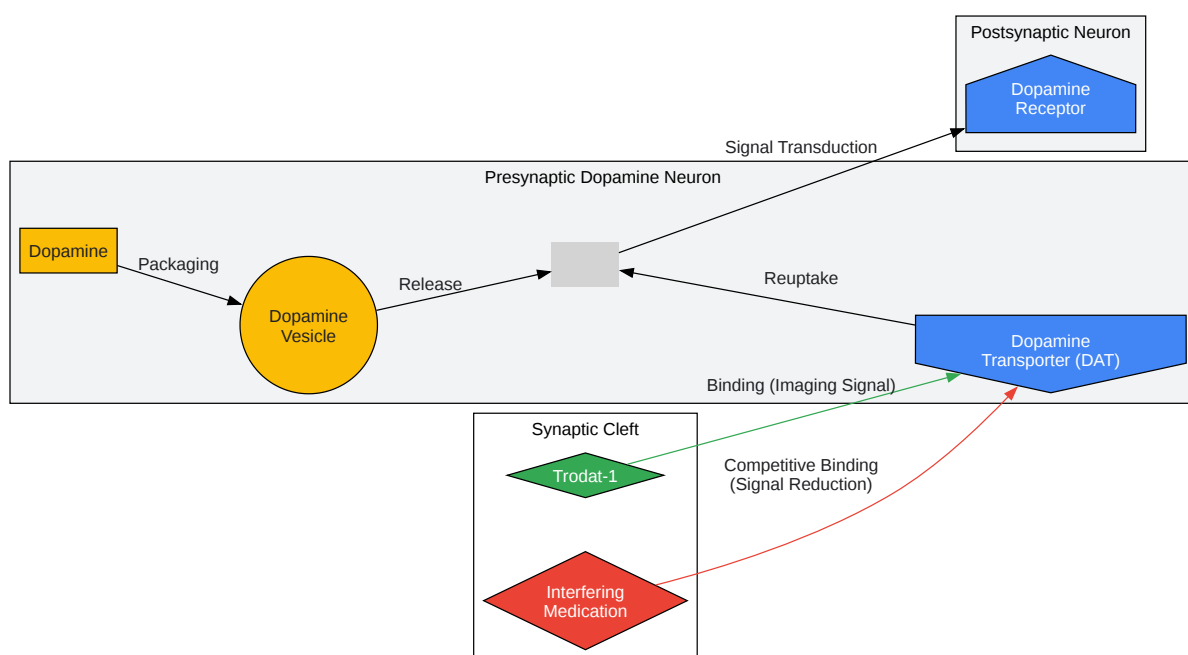 Postsynaptic Neuron
Dopamine
Receptor
Signal Transduction
Presynaptic Dopamine Neuron
Dopamine
Packaging
Release
Reuptake
Dopamine
Vesicle
Dopamine
Transporter (DAT)
Binding (Imaging Signal)
Synaptic Cleft
Trodat-1
Competitive Binding
(Signal Reduction)
Interfering
Medication